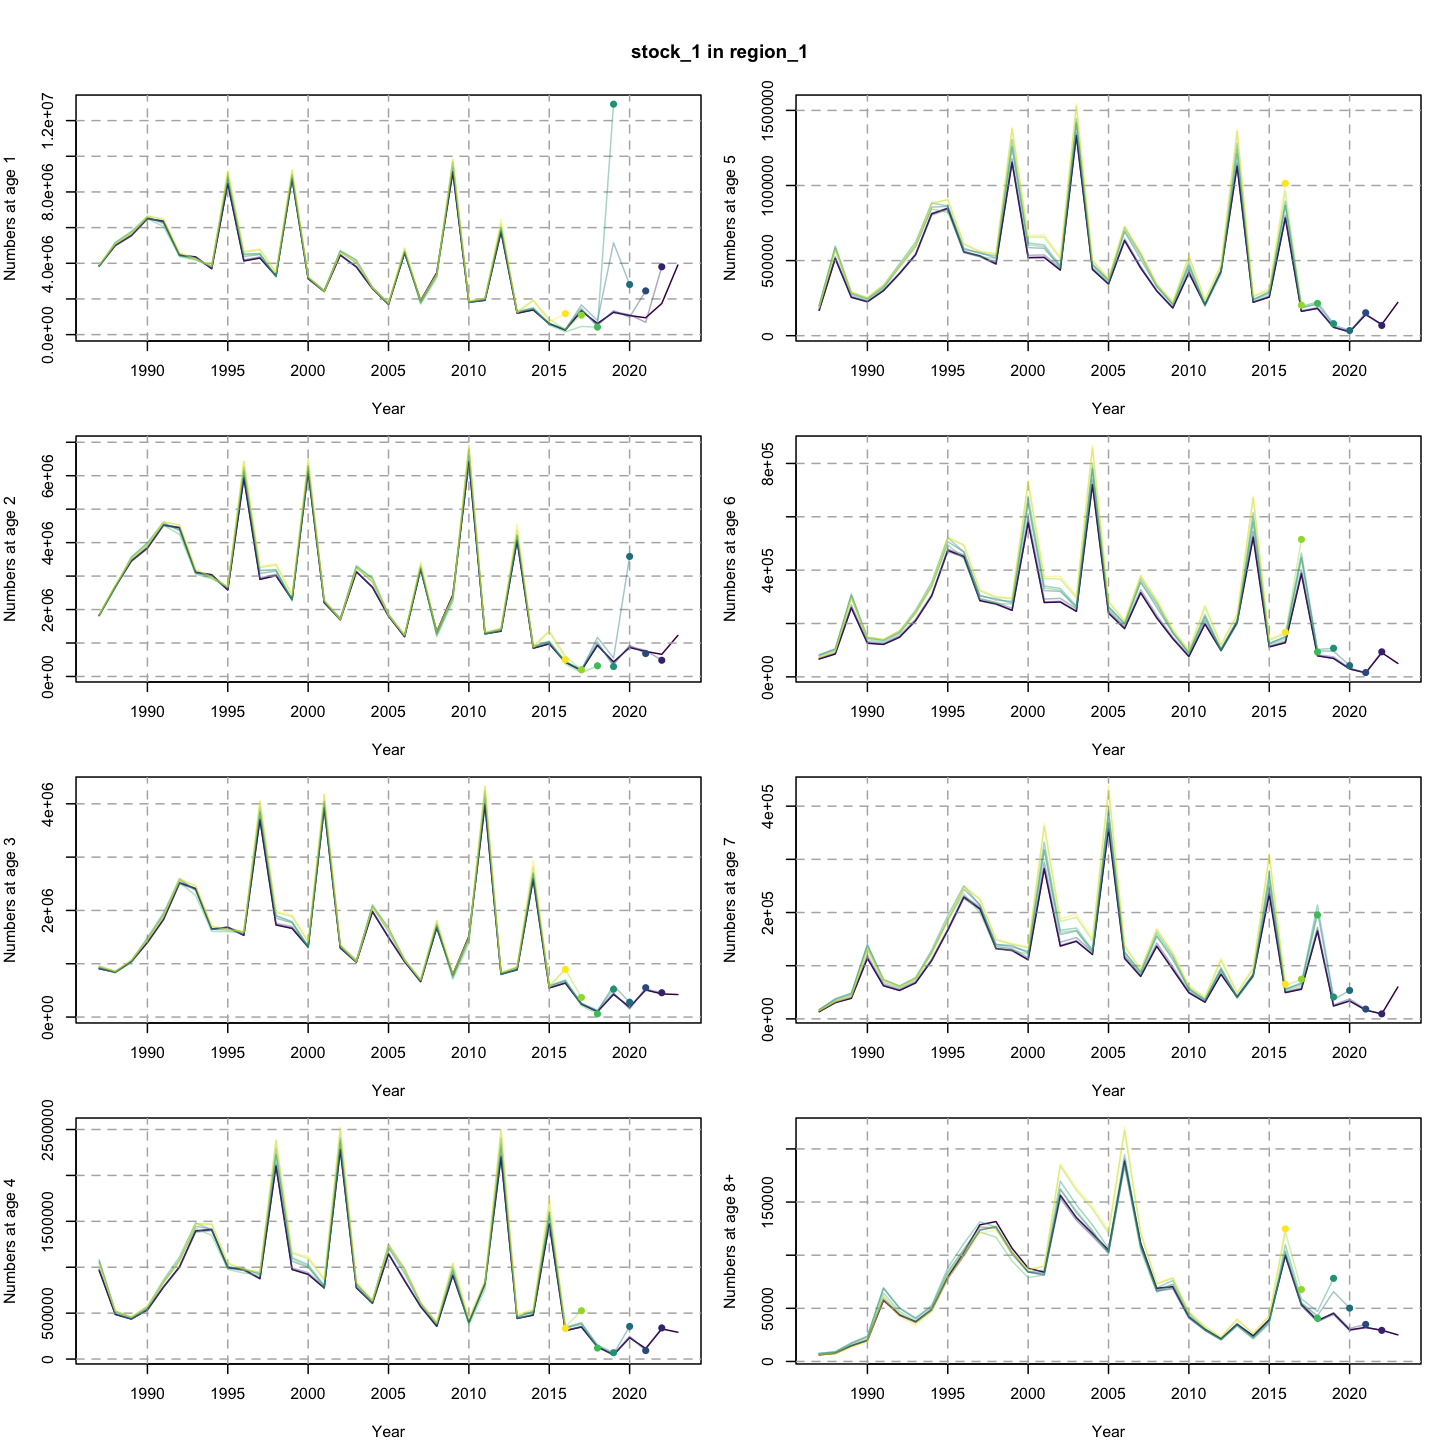 stock_1 in region_1
Numbers at age 1
0.0e+00 4.0e+06 8.0e+06 1.2e+07
1990 1995 2000 2005 2010 2015 2020
Year
Numbers at age 5
0 500000 1000000 1500000
1990 1995 2000 2005 2010 2015 2020
Year
Numbers at age 2
0e+00 2e+06 4e+06 6e+06
1990 1995 2000 2005 2010 2015 2020
Year
Numbers at age 6
0e+00 4e+05 8e+05
1990 1995 2000 2005 2010 2015 2020
Year
Numbers at age 3
0e+00 2e+06 4e+06
1990 1995 2000 2005 2010 2015 2020
Year
Numbers at age 7
0e+00 2e+05 4e+05
1990 1995 2000 2005 2010 2015 2020
Year
Numbers at age 4
0 500000 1500000 2500000
1990 1995 2000 2005 2010 2015 2020
Year
Numbers at age 8+
0 50000 150000
1990 1995 2000 2005 2010 2015 2020
Year